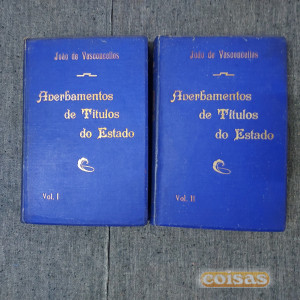 João de Vasconcellos
Averbamentos
de Titulos
do Estado
Vol. I
João de Vasconcellos
Averbamentos
de Titulos
do Estado
Vol. II
coisas